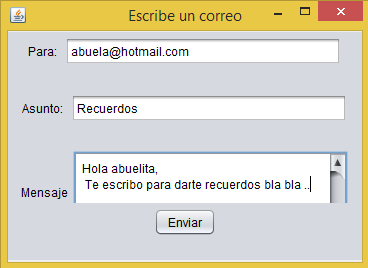 Escribe un correo
Para: abuela@hotmail.com
Asunto: Recuerdos
Mensaje
Hola abuelita,
Te escribo para darte recuerdos bla bla ..
Enviar